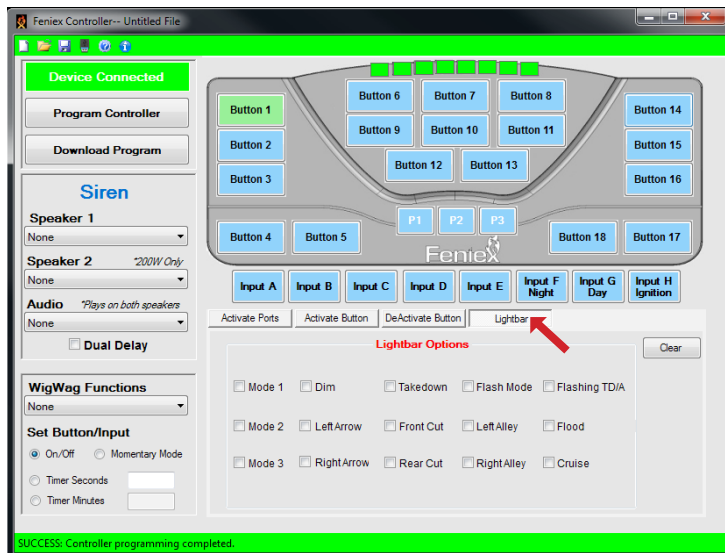 Feniex Controller-- Untitled File
Device Connected
Program Controller
Download Program
Siren
Speaker 1
None
Speaker 2 *200W Only
None
Audio *Plays on both speakers
None
Dual Delay
WigWag Functions
None
Set Button/Input
On/Off Momentary Mode
Timer Seconds
Timer Minutes
Button 1
Button 2
Button 3
Button 4 Button 5
Button 6 Button 7 Button 8
Button 9 Button 10 Button 11
Button 12 Button 13
P1 P2 P3
Feniex
Button 14
Button 15
Button 16
Button 18 Button 17
Input A Input B Input C Input D Input E Input F Night Input G Day Input H Ignition
Activate Ports Activate Button DeActivate Button Lightbar
Lightbar Options
Clear
Mode 1 Dim Takedown Flash Mode Flashing TD/A
Mode 2 Left Arrow Front Cut Left Alley Flood
Mode 3 Right Arrow Rear Cut Right Alley Cruise
SUCCESS: Controller programming completed.